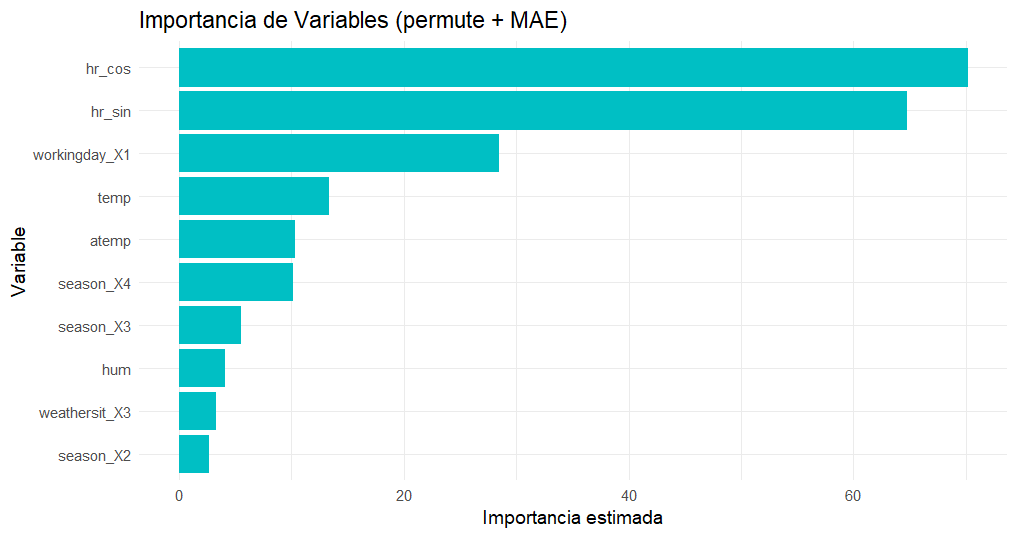 Importancia de Variables (permute + MAE)
hr_cos
hr_sin
workingday_X1
temp
atemp
season_X4
season_X3
hum
weathersit_X3
season_X2
Variable
0 20 40 60
Importancia estimada